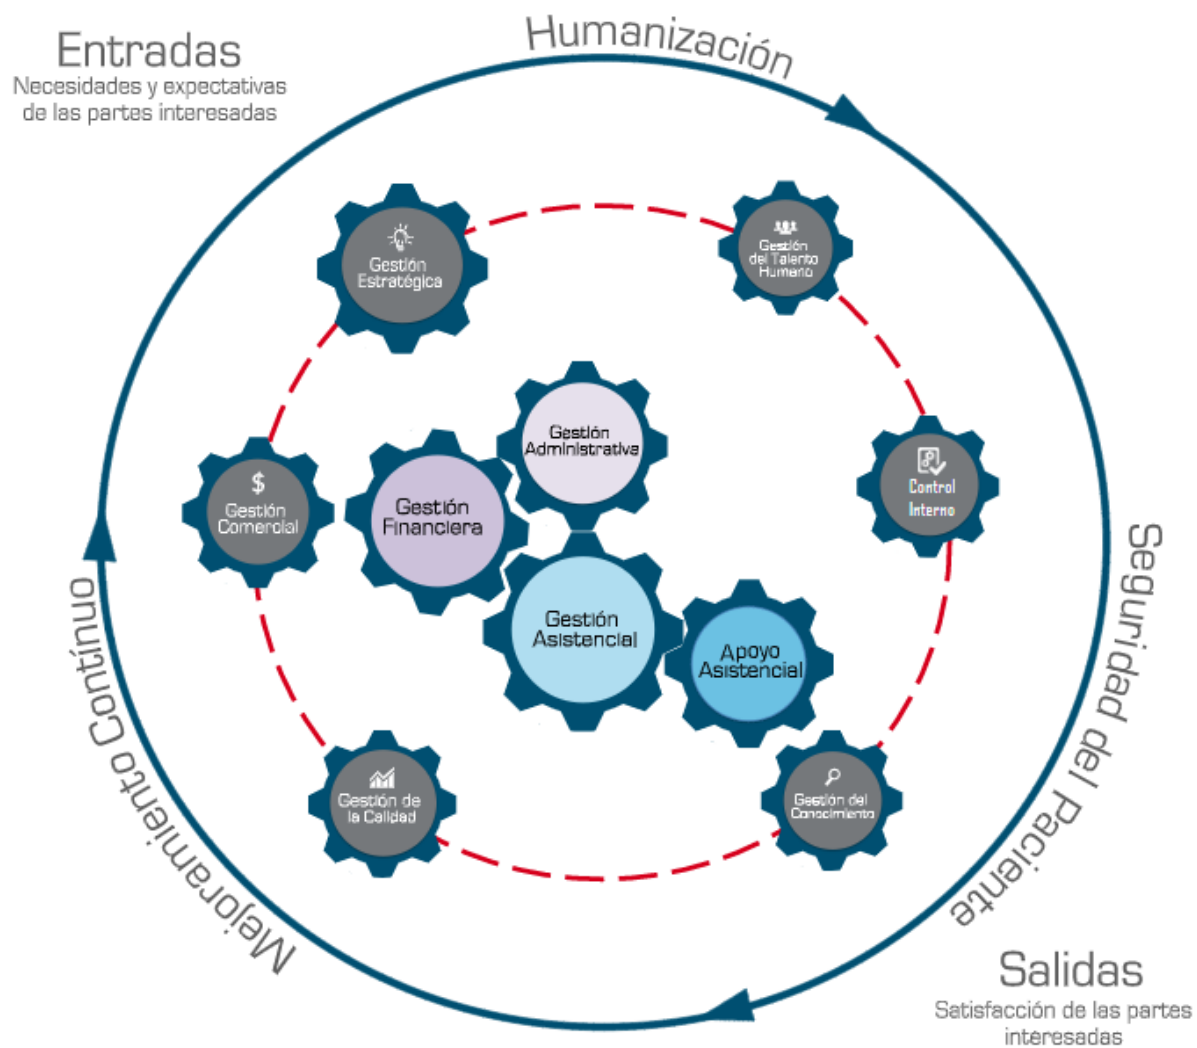 Entradas
Necesidades y expectativas
de las partes interesadas
Humanización
Gestión
Estratégica
Gestión
del Talento
Humano
Gestión
Administrativa
$
Gestión
Comercial
Gestión
Financiera
Control
Interno
Gestión
Asistencial
Apoyo
Asistencial
Gestión de
la Calidad
Gestión del
Conocimiento
Seguridad del Paciente
Mejoramiento Contínuo
Salidas
Satisfacción de las partes
interesadas